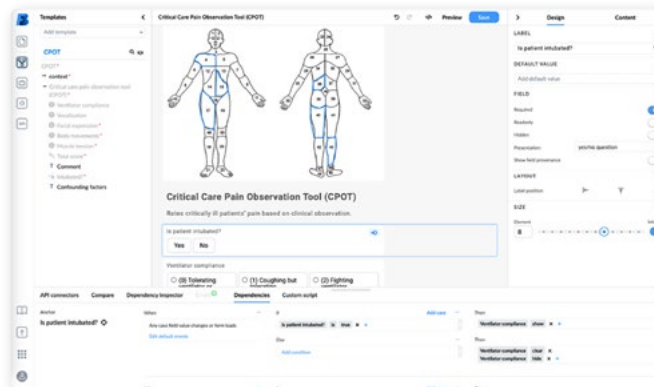 Templates
Add template
CPOT
CPOT*
context*
Critical care pain observation tool (CPOT)*
Ventilator compliance
Vocalization
Facial expression*
Body movements*
Muscle tension*
Total score*
Comment
Intubated?*
Confounding factors
Critical Care Pain Observation Tool (CPOT)
Preview
Save
Critical Care Pain Observation Tool (CPOT)
Rates critically ill patients' pain based on clinical observation.
Is patient intubated?
Yes No
Ventilator compliance
(0) Tolerating
(1) Coughing but
(2) Fighting
Design Content
LABEL
Is patient intubated?
DEFAULT VALUE
Add default value
FIELD
Required
Readonly
Hidden
Presentation yes/no question
Show field provenance
LAYOUT
Label position
SIZE
Element
8
API connectors Compare Dependency Inspector Dependencies Custom script
Anchor
Is patient intubated?
When
Any case field value changes or form loads
Edit default events
If
Add case
Is patient intubated? is true
Else
Add condition
Then
Ventilator compliance show
Then
Ventilator compliance clear
Ventilator compliance hide